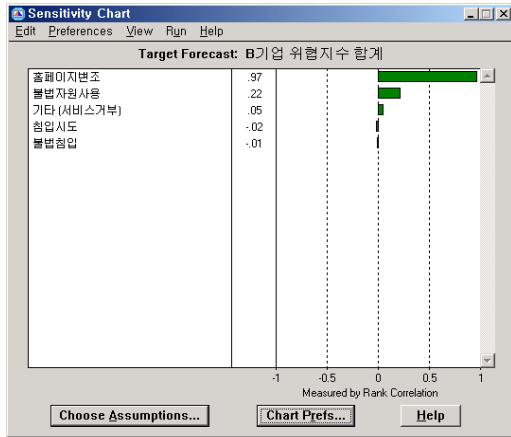 Sensitivity Chart
Edit Preferences View Run Help
Target Forecast: B기업 위협지수 합계
홈페이지변조 .97
불법자원사용 .22
기타 (서비스거부) .05
침입시도 -.02
불법침입 -.01
-1 -0.5 0 0.5 1
Measured by Rank Correlation
Choose Assumptions... Chart Prefs... Help